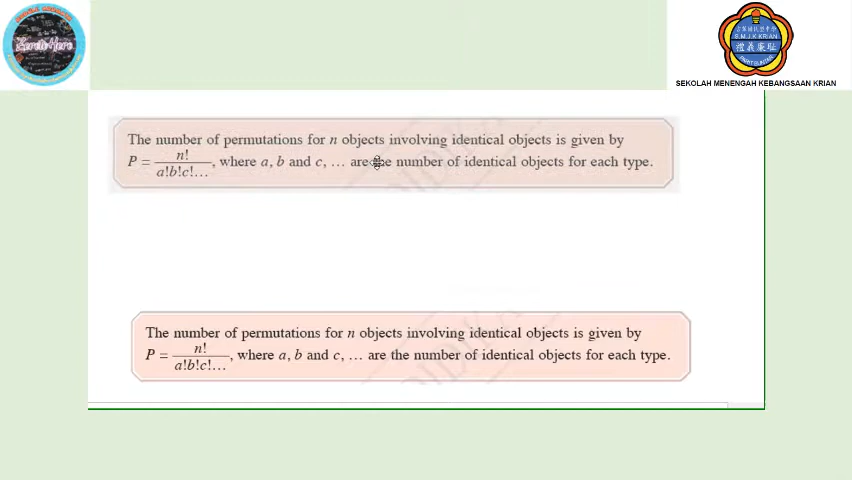 S.M.J.K KRIAN
SEKOLAH MENENGAH KEBANGSAAN KRIAN
The number of permutations for n objects involving identical objects is given by
P = n!/a!b!c!…, where a, b and c, … are the number of identical objects for each type.
The number of permutations for n objects involving identical objects is given by
P = n!/a!b!c!…, where a, b and c, … are the number of identical objects for each type.